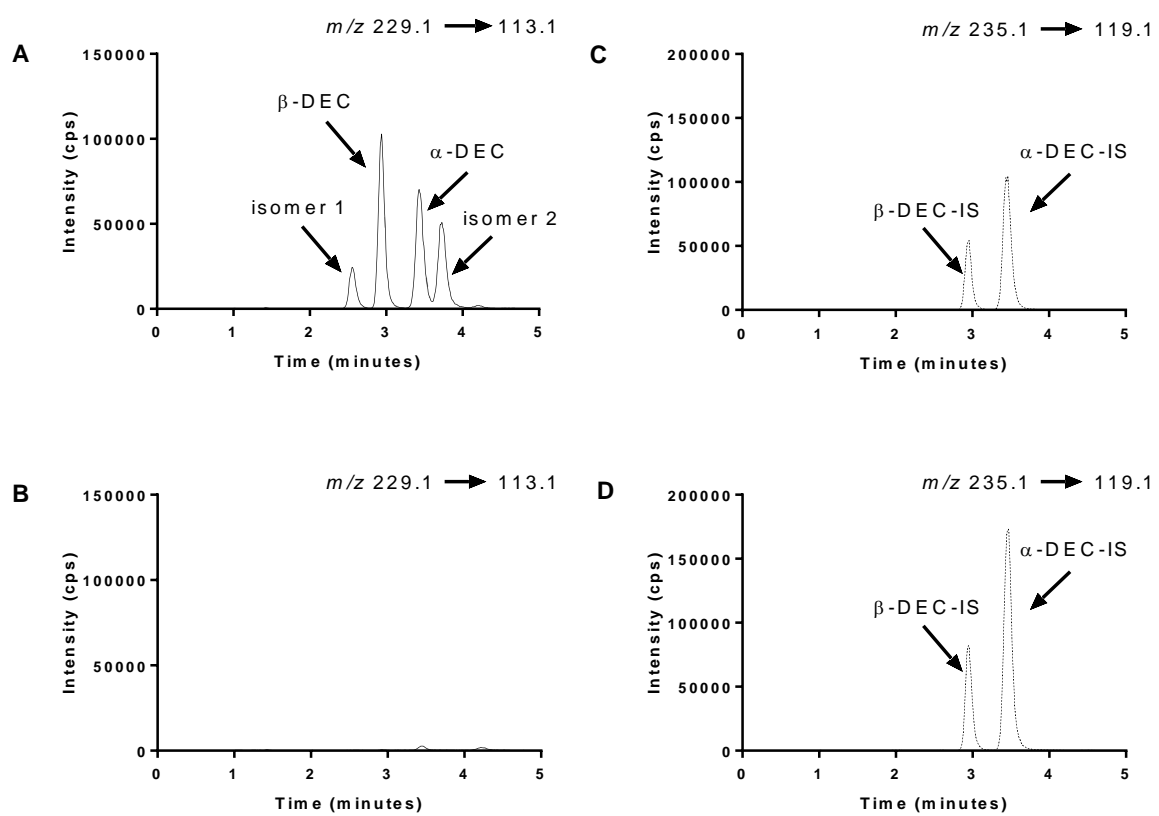 A
m/z 229.1 113.1
150000
100000
50000
0
Intensity (cps)
β-DEC
α-DEC
isomer 1
isomer 2
0 1 2 3 4 5
Time (minutes)
C
m/z 235.1 119.1
200000
150000
100000
50000
0
Intensity (cps)
α-DEC-IS
β-DEC-IS
0 1 2 3 4 5
Time (minutes)
B
m/z 229.1 113.1
150000
100000
50000
0
Intensity (cps)
0 1 2 3 4 5
Time (minutes)
D
m/z 235.1 119.1
200000
150000
100000
50000
0
Intensity (cps)
α-DEC-IS
β-DEC-IS
0 1 2 3 4 5
Time (minutes)